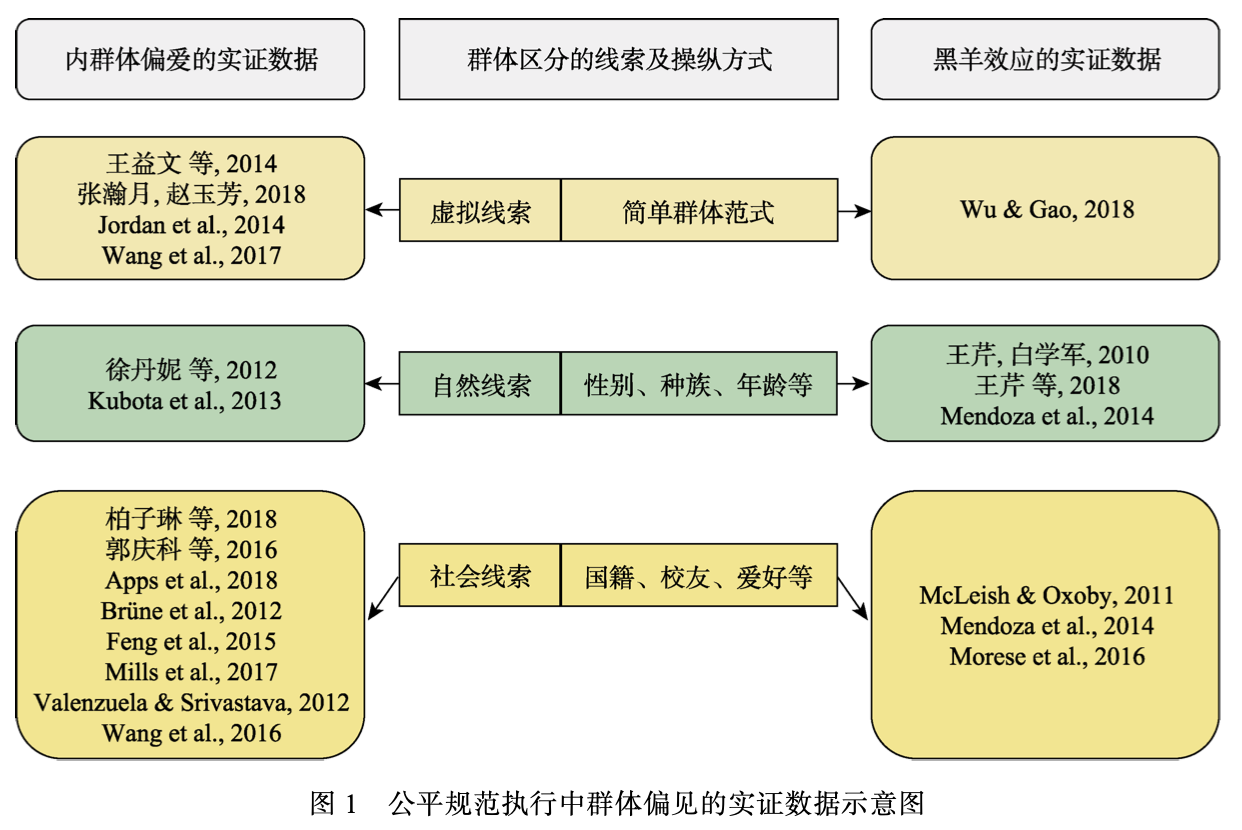 内群体偏爱的实证数据
群体区分的线索及操纵方式
黑羊效应的实证数据
王益文 等, 2014
张瀚月, 赵玉芳, 2018
Jordan et al., 2014
Wang et al., 2017
虚拟线索
简单群体范式
Wu & Gao, 2018
徐丹妮 等, 2012
Kubota et al., 2013
自然线索
性别、种族、年龄等
王芹, 白学军, 2010
王芹 等, 2018
Mendoza et al., 2014
柏子琳 等, 2018
郭庆科 等, 2016
Apps et al., 2018
Brüne et al., 2012
Feng et al., 2015
Mills et al., 2017
Valenzuela & Srivastava, 2012
Wang et al., 2016
社会线索
国籍、校友、爱好等
McLeish & Oxoby, 2011
Mendoza et al., 2014
Morese et al., 2016
图 1 公平规范执行中群体偏见的实证数据示意图